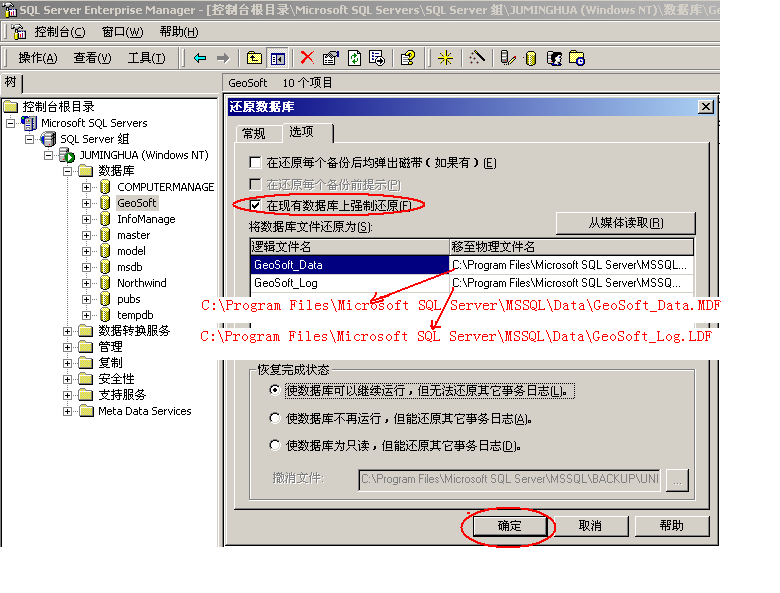 SQL Server Enterprise Manager - [控制台根目录\Microsoft SQL Servers\SQL Server 组\JUMINGHUA (Windows NT)\数据库\Ge
控制台(C) 窗口(W) 帮助(H)
操作(A) 查看(V) 工具(T)
树
GeoSoft 10 个项目
控制台根目录
Microsoft SQL Servers
SQL Server 组
JUMINGHUA (Windows NT)
数据库
COMPUTERMANAGE
GeoSoft
InfoManage
master
model
msdb
Northwind
pubs
tempdb
数据转换服务
管理
复制
安全性
支持服务
Meta Data Services
还原数据库
常规 选项
在还原每个备份后均弹出磁带(如果有)(E)
在还原每个备份前提示(P)
在现有数据库上强制还原(F)
从媒体读取(R)
将数据库文件还原为(S):
逻辑文件名 移至物理文件名
GeoSoft_Data C:\Program Files\Microsoft SQL Server\MSSQL...
GeoSoft_Log C:\Program Files\Microsoft SQL Server\MSSQ...
C:\Program Files\Microsoft SQL Server\MSSQL\Data\GeoSoft_Data.MDF
C:\Program Files\Microsoft SQL Server\MSSQL\Data\GeoSoft_Log.LDF
恢复完成状态
使数据库可以继续运行，但无法还原其它事务日志(L)。
使数据库不再运行，但能还原其它事务日志(A)。
使数据库为只读，但能还原其它事务日志(D)。
撤消文件: C:\Program Files\Microsoft SQL Server\MSSQL\BACKUP\UNI ...
确定 取消 帮助